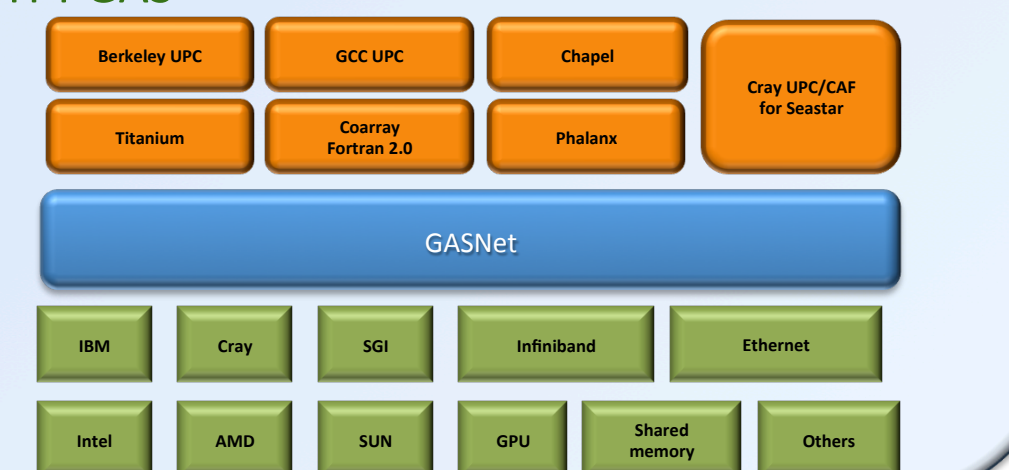 PGAS
Berkeley UPC
GCC UPC
Chapel
Cray UPC/CAF
for Seastar
Titanium
Coarray
Fortran 2.0
Phalanx
GASNet
IBM
Cray
SGI
Infiniband
Ethernet
Intel
AMD
SUN
GPU
Shared
memory
Others